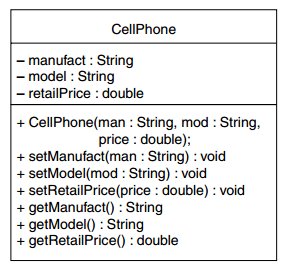 CellPhone
– manufact : String
– model : String
– retailPrice : double
+ CellPhone(man : String, mod : String,
price : double);
+ setManufact(man : String) : void
+ setModel(mod : String) : void
+ setRetailPrice(price : double) : void
+ getManufact() : String
+ getModel() : String
+ getRetailPrice() : double